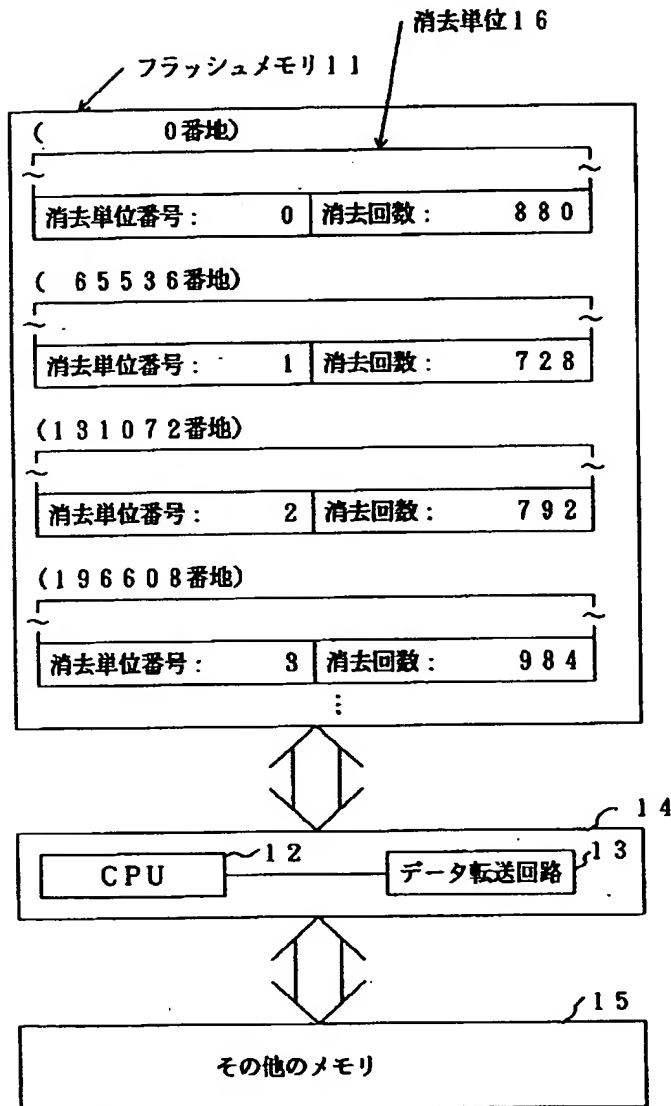 消去単位16
フラッシュメモリ11
( 0番地)
消去単位番号: 0 消去回数: 880
( 65536番地)
消去単位番号: 1 消去回数: 728
(131072番地)
消去単位番号: 2 消去回数: 792
(196608番地)
消去単位番号: 3 消去回数: 984
⋮
14
CPU 12 データ転送回路 13
15
その他のメモリ